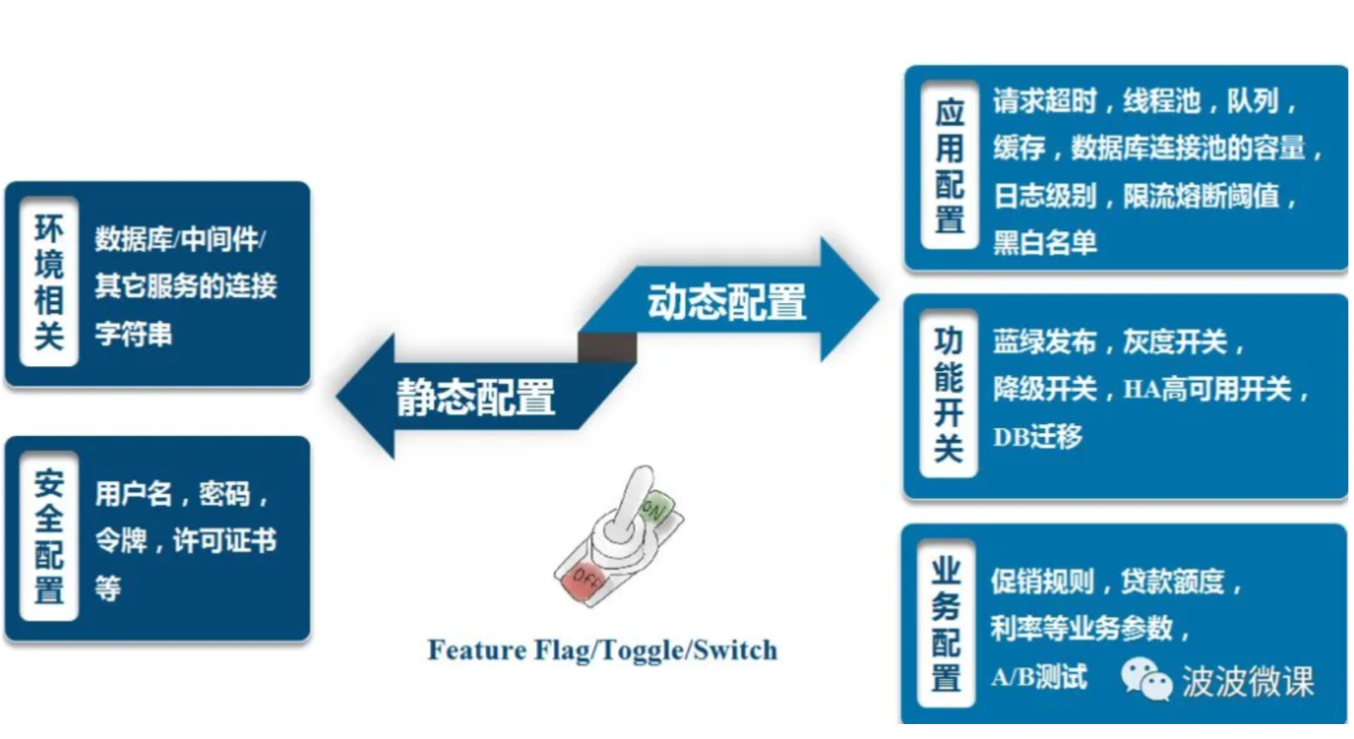 环境相关
数据库/中间件/
其它服务的连接
字符串
安全配置
用户名，密码，
令牌，许可证书
等
静态配置
动态配置
ON
OFF
Feature Flag/Toggle/Switch
应用配置
请求超时，线程池，队列，
缓存，数据库连接池的容量，
日志级别，限流熔断阈值，
黑白名单
功能开关
蓝绿发布，灰度开关，
降级开关，HA高可用开关，
DB迁移
业务配置
促销规则，贷款额度，
利率等业务参数，
A/B测试
波波微课